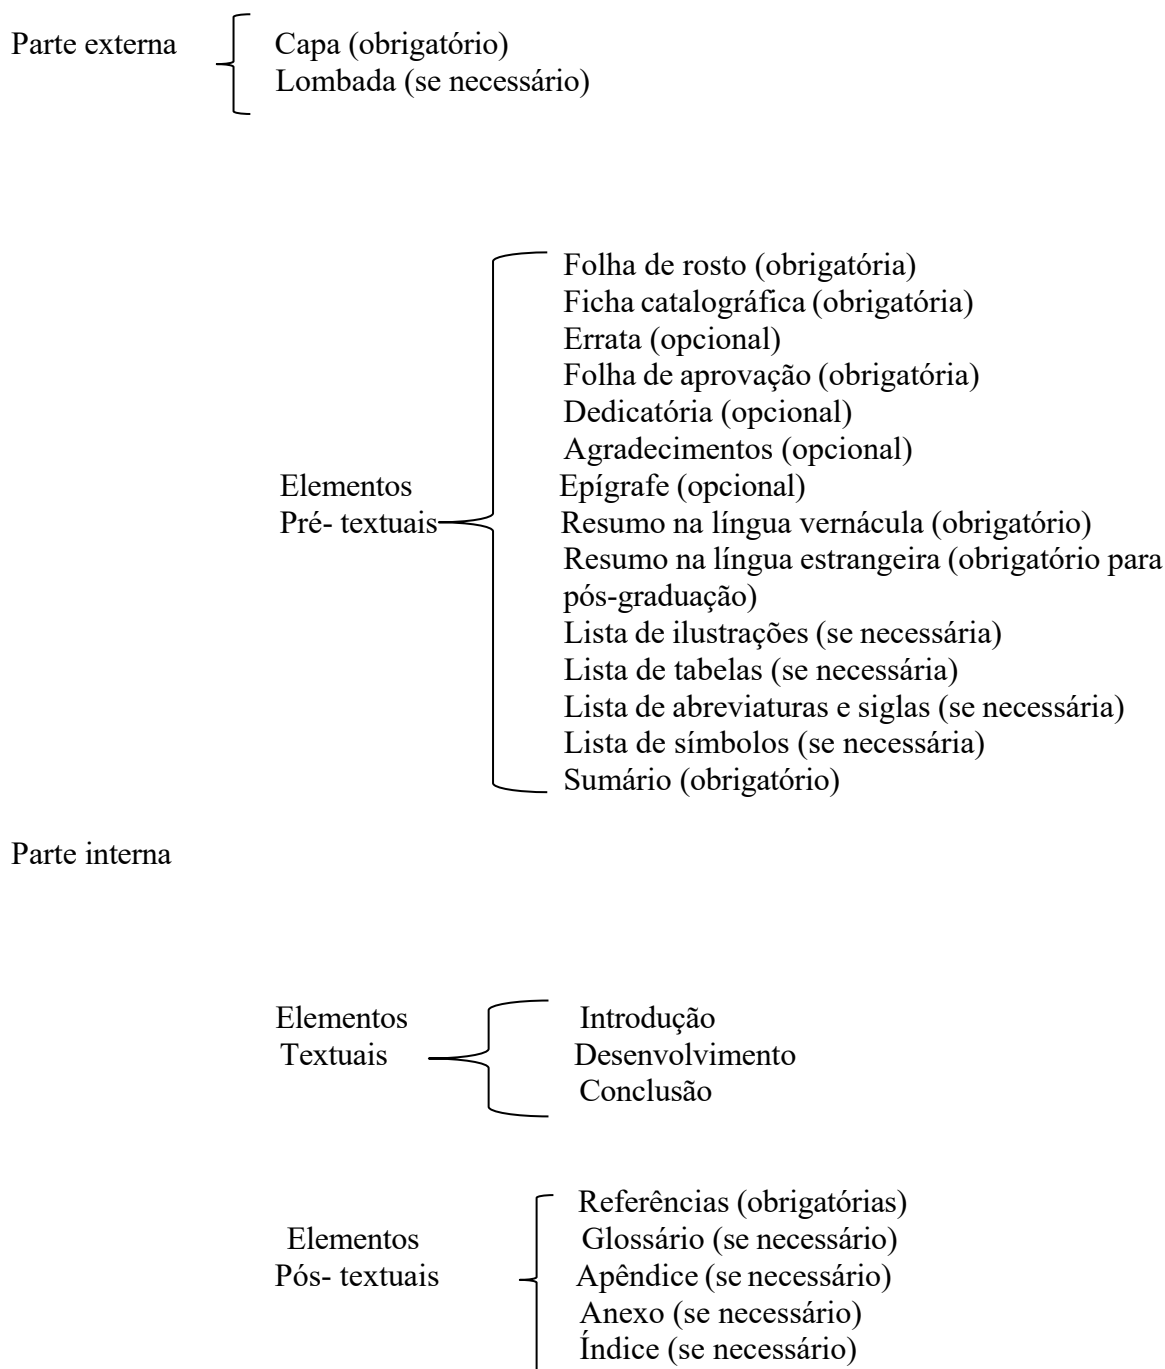 Parte externa
Capa (obrigatório)
Lombada (se necessário)
Folha de rosto (obrigatória)
Ficha catalográfica (obrigatória)
Errata (opcional)
Folha de aprovação (obrigatória)
Dedicatória (opcional)
Agradecimentos (opcional)
Elementos
Pré- textuais
Epígrafe (opcional)
Resumo na língua vernácula (obrigatório)
Resumo na língua estrangeira (obrigatório para
pós-graduação)
Lista de ilustrações (se necessária)
Lista de tabelas (se necessária)
Lista de abreviaturas e siglas (se necessária)
Lista de símbolos (se necessária)
Sumário (obrigatório)
Parte interna
Elementos
Textuais
Introdução
Desenvolvimento
Conclusão
Elementos
Pós- textuais
Referências (obrigatórias)
Glossário (se necessário)
Apêndice (se necessário)
Anexo (se necessário)
Índice (se necessário)